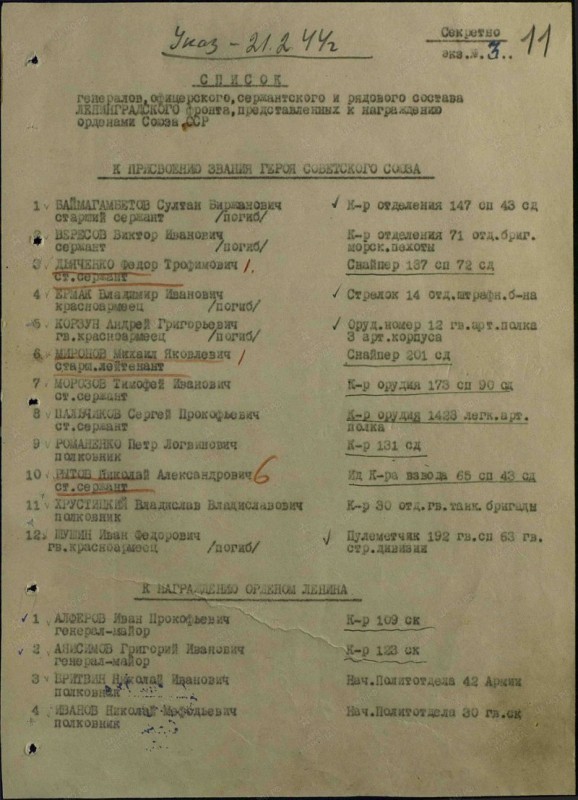 Указ - 21.2.44г
Секретно
экз.№ 3..
11
СПИСОК
генералов, офицерского, сержантского и рядового состава
ЛЕНИНГРАДСКОГО фронта, представленных к награждению
орденами Союза ССР
К ПРИСВОЕНИЮ ЗВАНИЯ ГЕРОЯ СОВЕТСКОГО СОЮЗА
1 БАЙМАГАМБЕТОВ Султан Биржанович К-р отделения 147 сп 43 сд
старший сержант /погиб/
2 ВЕРЕСОВ Виктор Иванович К-р отделения 71 отд.бриг.
сержант /погиб/ морск.пехоты
3 ДЬЯЧЕНКО Федор Трофимович 1, Снайпер 187 сп 72 сд
ст.сержант
4 ЕРМАК Владимир Иванович Стрелок 14 отд.штрафн.б-на
красноармеец /погиб/
5 КОРЗУН Андрей Григорьевич Оруд.номер 12 гв.арт.полка
гв.красноармеец /погиб/ 3 арт.корпуса
6 МИРОНОВ Михаил Яковлевич 1 Снайпер 201 сд
старш.лейтенант
7 МОРОЗОВ Тимофей Иванович К-р орудия 173 сп 90 сд
ст.сержант
8 ПАЛЬЧИКОВ Сергей Прокофьевич К-р орудия 1428 легк.арт.
ст.сержант полка
9 РОМАНЕНКО Петр Логвинович К-р 131 сд
полковник
10 РЫТОВ Николай Александрович 6 Ид К-ра взвода 65 сп 43 сд
ст.сержант
11 ХРУСТИЦКИЙ Владислав Владиславович К-р 30 отд.гв.танк.бригады
полковник
12 ШУШИН Иван Федорович Пулеметчик 192 гв.сп 63 гв.
гв.красноармеец /погиб/ стр.дивизии
К НАГРАЖДЕНИЮ ОРДЕНОМ ЛЕНИНА
1 АЛФЕРОВ Иван Прокофьевич К-р 109 ск
генерал-майор
2 АНИСИМОВ Григорий Иванович К-р 123 ск
генерал-майор
3 БРИТВИН Николай Иванович Нач.Политотдела 42 Армии
полковник
4 ИВАНОВ Николай Мефодьевич Нач.Политотдела 30 гв.ск
полковник